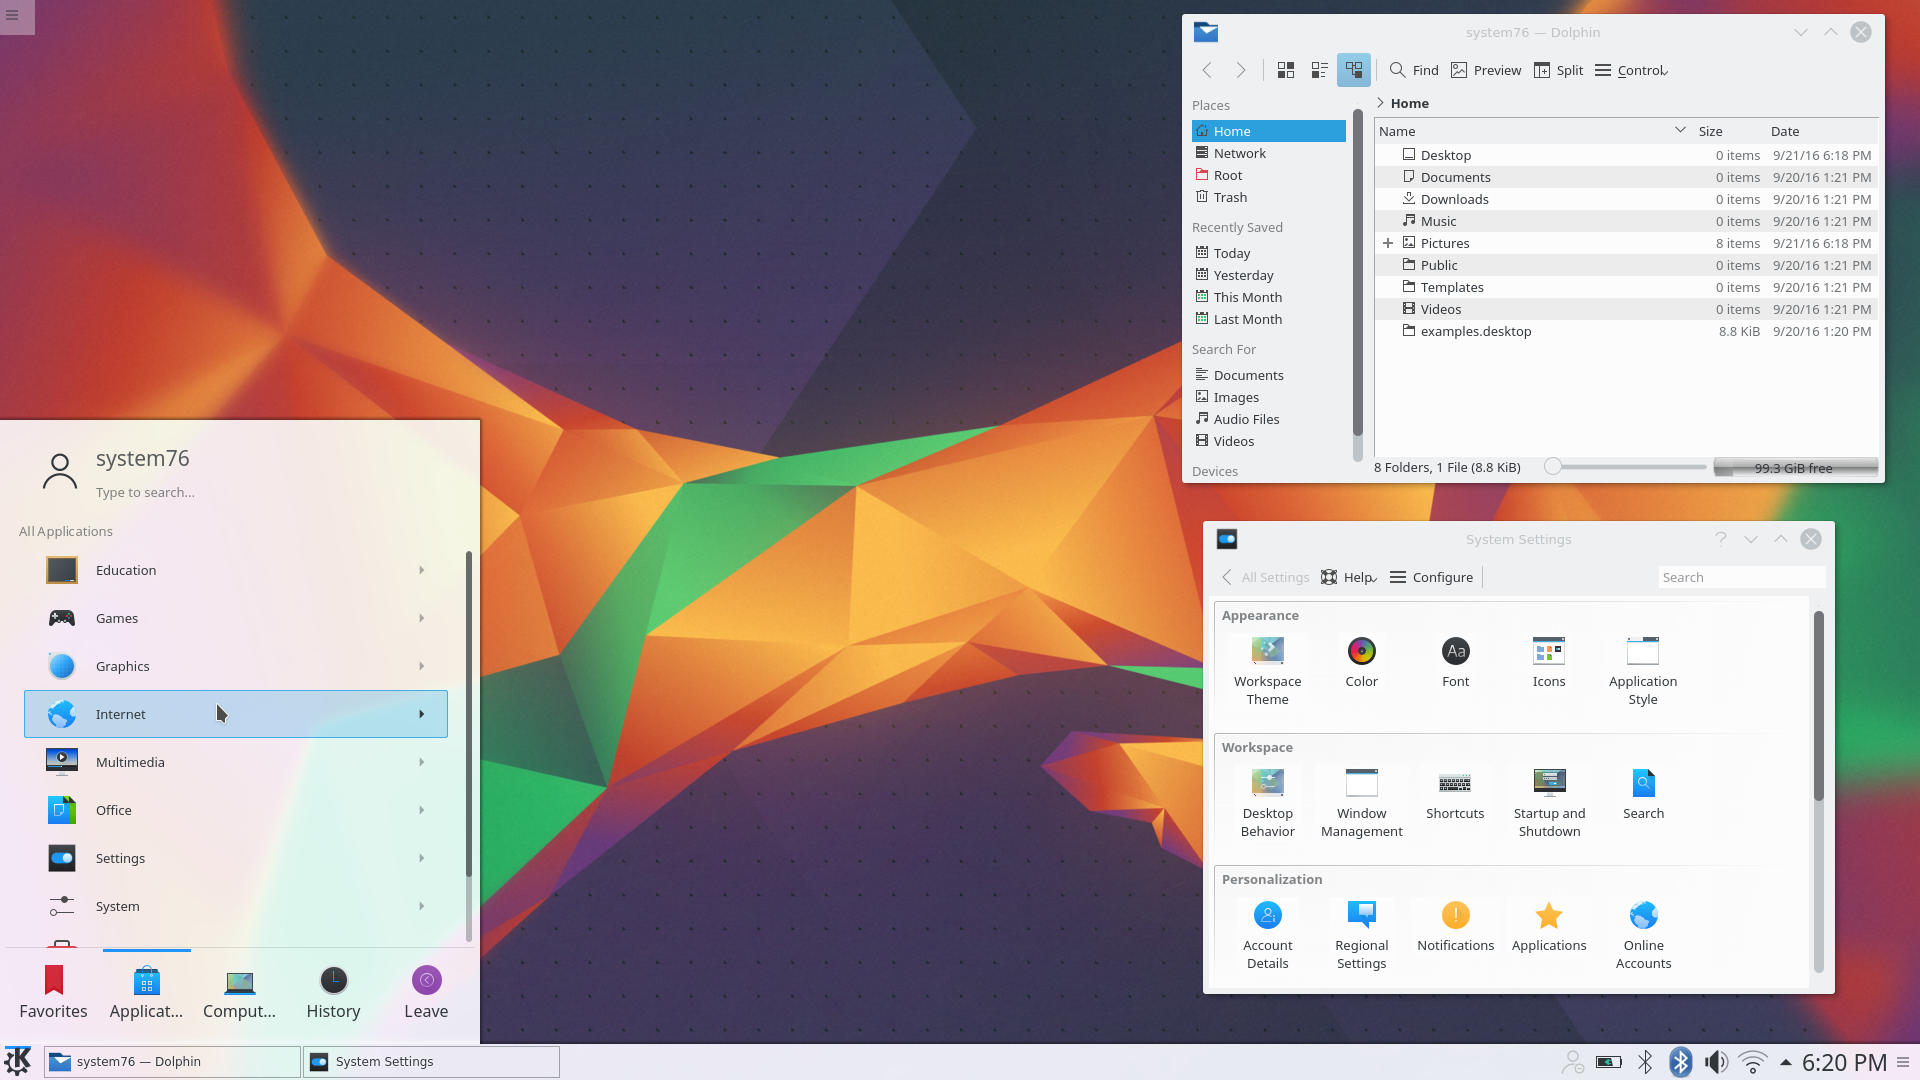 system76 — Dolphin
Find Preview Split Control
Places
Home
Network
Root
Trash
Recently Saved
Today
Yesterday
This Month
Last Month
Search For
Documents
Images
Audio Files
Videos
Devices
Home
Name Size Date
Desktop 0 items 9/21/16 6:18 PM
Documents 0 items 9/20/16 1:21 PM
Downloads 0 items 9/20/16 1:21 PM
Music 0 items 9/20/16 1:21 PM
Pictures 8 items 9/21/16 6:18 PM
Public 0 items 9/20/16 1:21 PM
Templates 0 items 9/20/16 1:21 PM
Videos 0 items 9/20/16 1:21 PM
examples.desktop 8.8 KiB 9/20/16 1:20 PM
8 Folders, 1 File (8.8 KiB) 99.3 GiB free
system76
Type to search...
All Applications
Education
Games
Graphics
Internet
Multimedia
Office
Settings
System
Favorites Applicat... Comput... History Leave
System Settings
All Settings Help Configure Search
Appearance
Workspace Theme
Color
Aa
Font
Icons
Application Style
Workspace
Desktop Behavior
Window Management
Shortcuts
Startup and Shutdown
Search
Personalization
Account Details
Regional Settings
Notifications
Applications
Online Accounts
system76 — Dolphin System Settings 6:20 PM